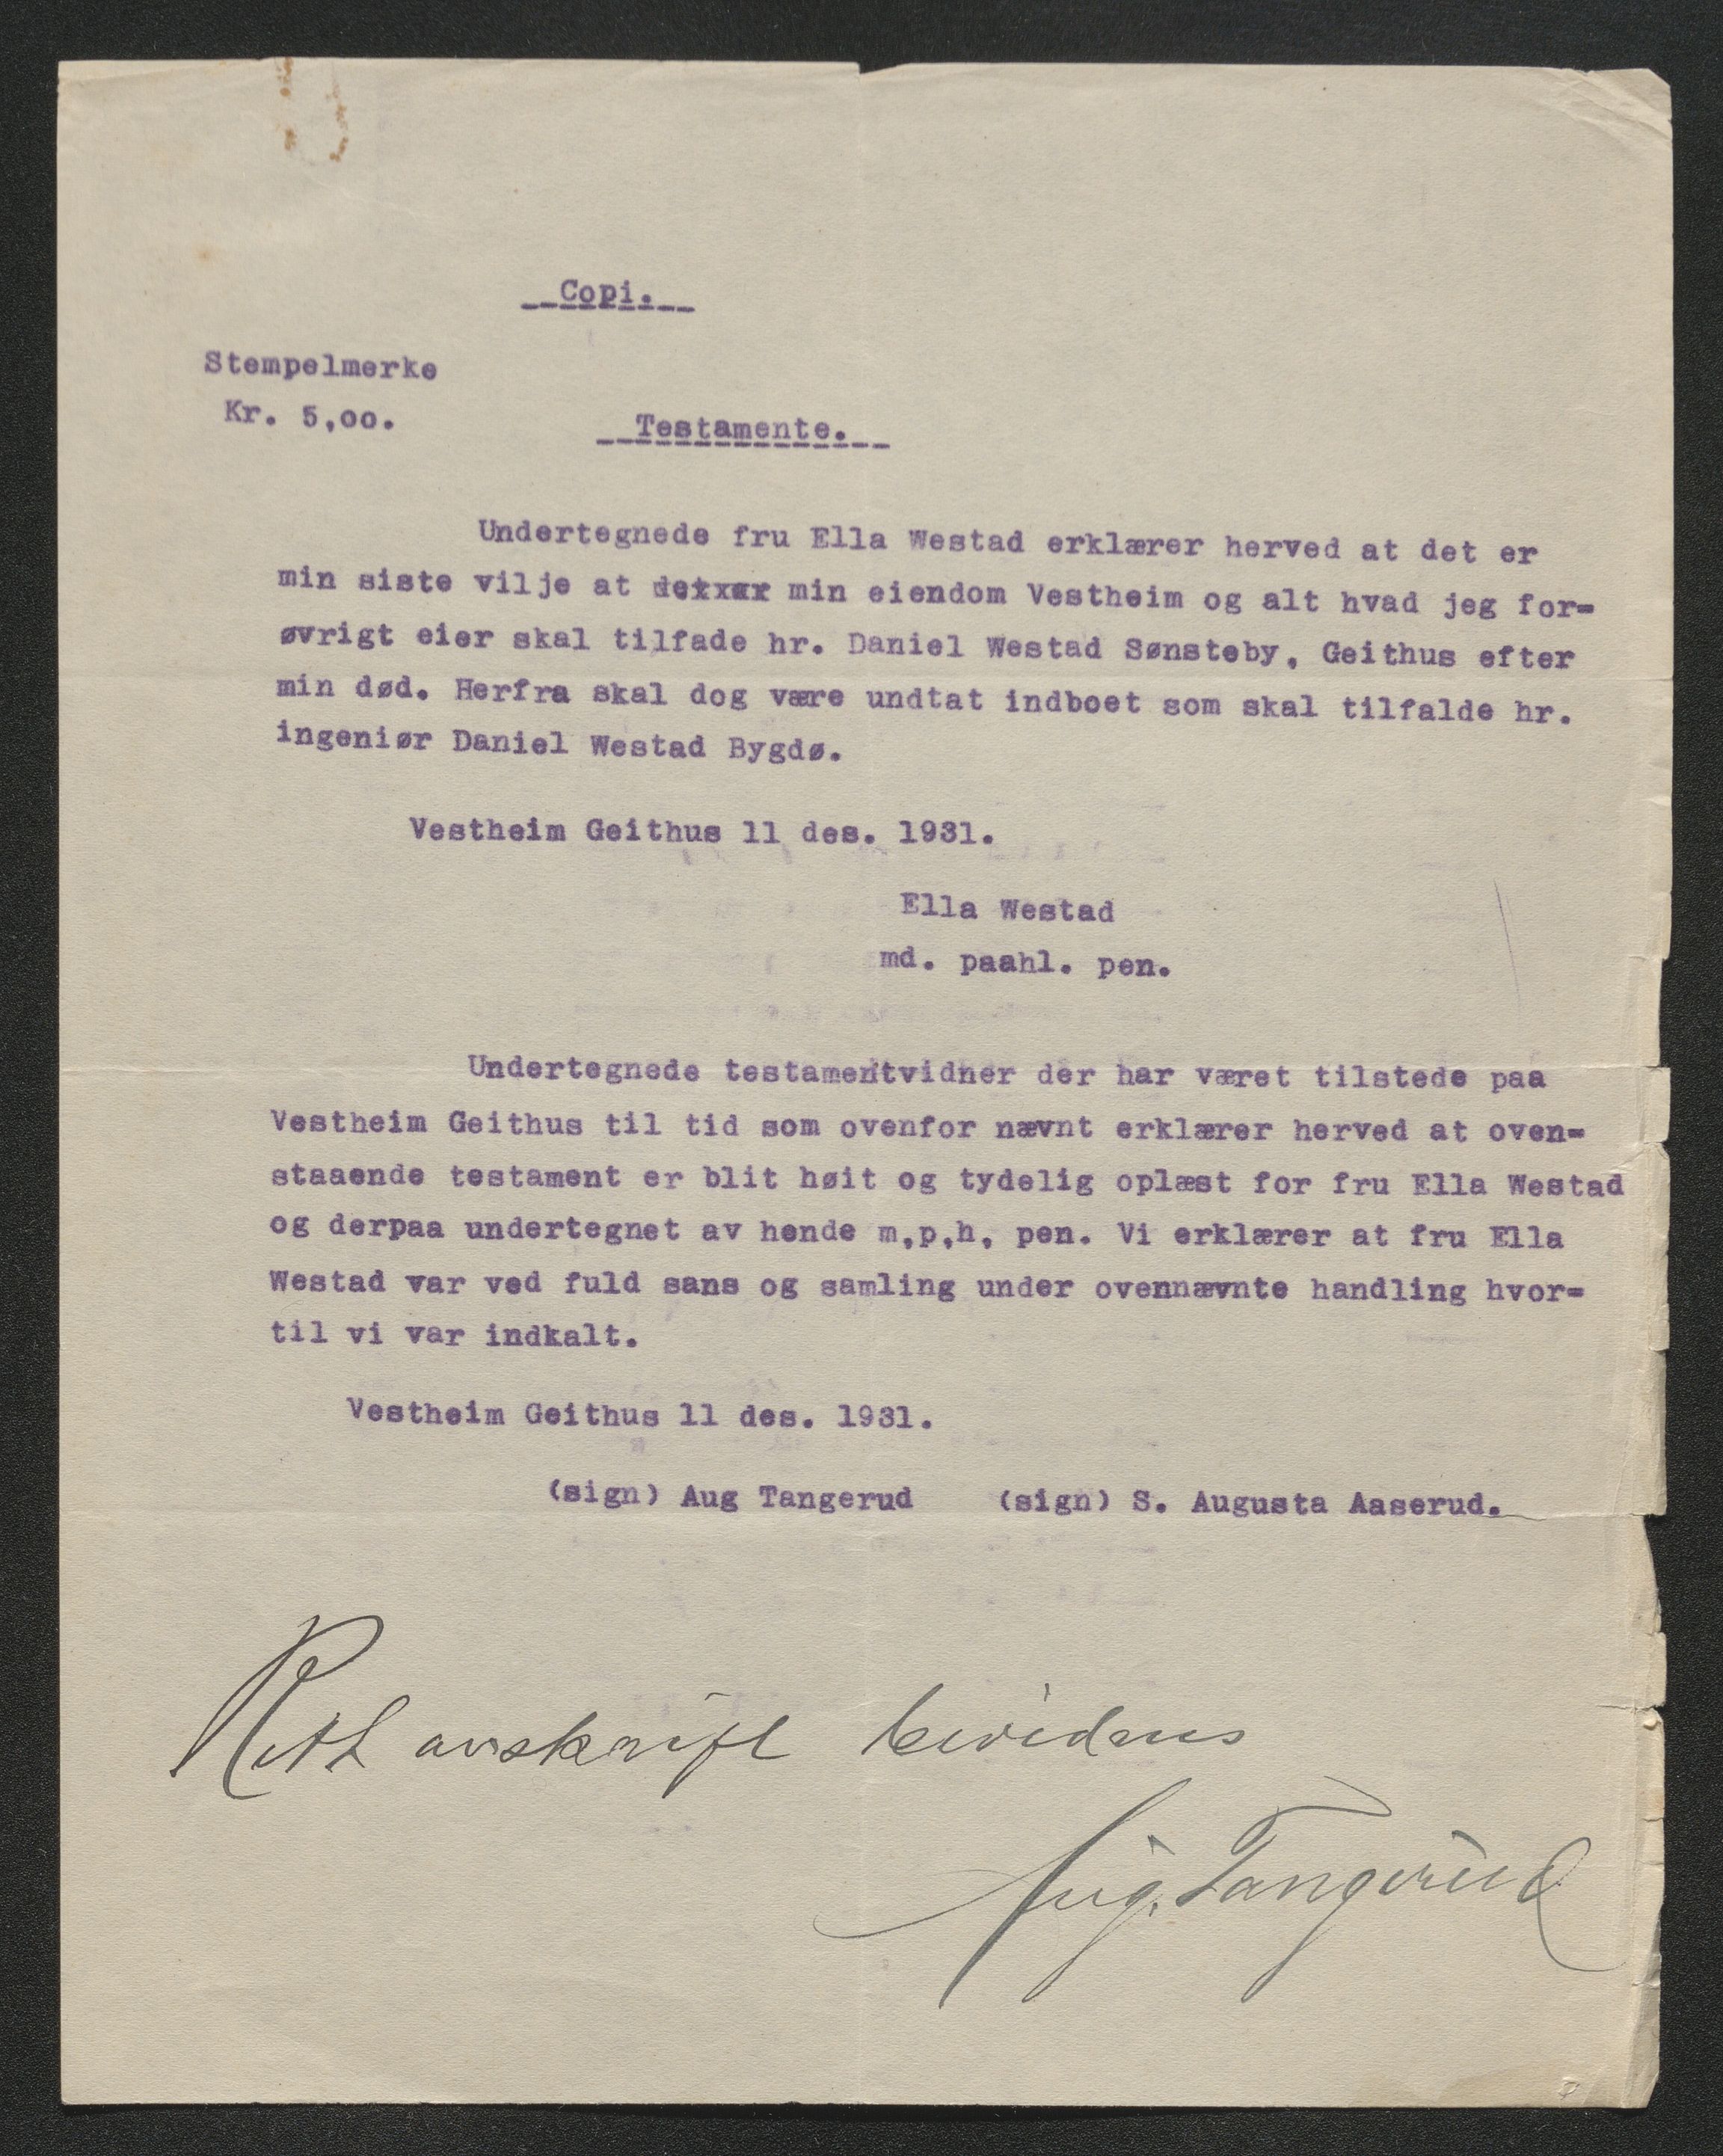 Copi.
Stempelmerke
Kr. 5,00.
Testamente.
Undertegnede fru Ella Westad erklærer herved at det er
min siste vilje at min eiendom Vestheim og alt hvad jeg for=
øvrigt eier skal tilfade hr. Daniel Westad Sønsteby, Geithus efter
min død. Herfra skal dog være undtat indboet som skal tilfalde hr.
ingeniør Daniel Westad Bygdø.
Vestheim Geithus 11 des. 1931.
Ella Westad
md. paahl. pen.
Undertegnede testamentvidner der har været tilstede paa
Vestheim Geithus til tid som ovenfor nævnt erklærer herved at oven=
staaende testament er blit høit og tydelig oplæst for fru Ella Westad
og derpaa undertegnet av hende m,p,h, pen. Vi erklærer at fru Ella
Westad var ved fuld sans og samling under ovennævnte handling hvor=
til vi var indkalt.
Vestheim Geithus 11 des. 1931.
(sign) Aug Tangerud (sign) S. Augusta Aaserud.
Ret avskrift bevidnes
Aug. Tangerud